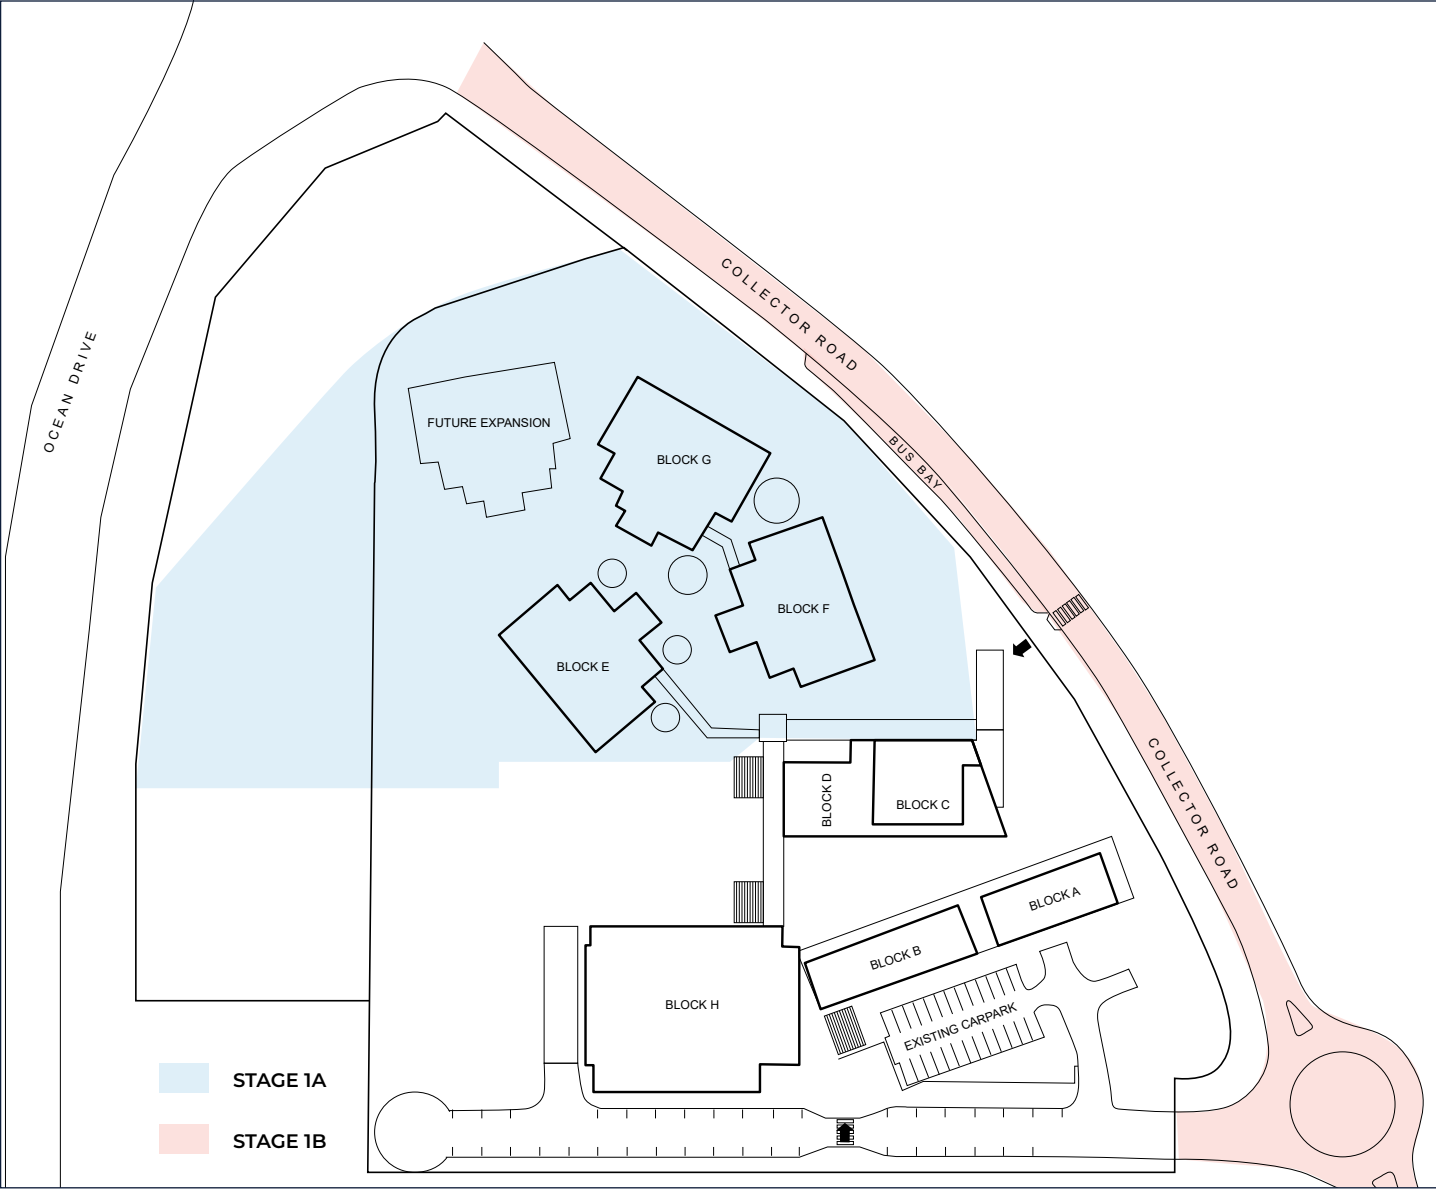 COLLECTOR ROAD
OCEAN DRIVE
FUTURE EXPANSION
BLOCK G
BUS BAY
BLOCK F
BLOCK E
BLOCK D
BLOCK C
COLLECTOR ROAD
BLOCK A
BLOCK B
BLOCK H
EXISTING CARPARK
STAGE 1A
STAGE 1B